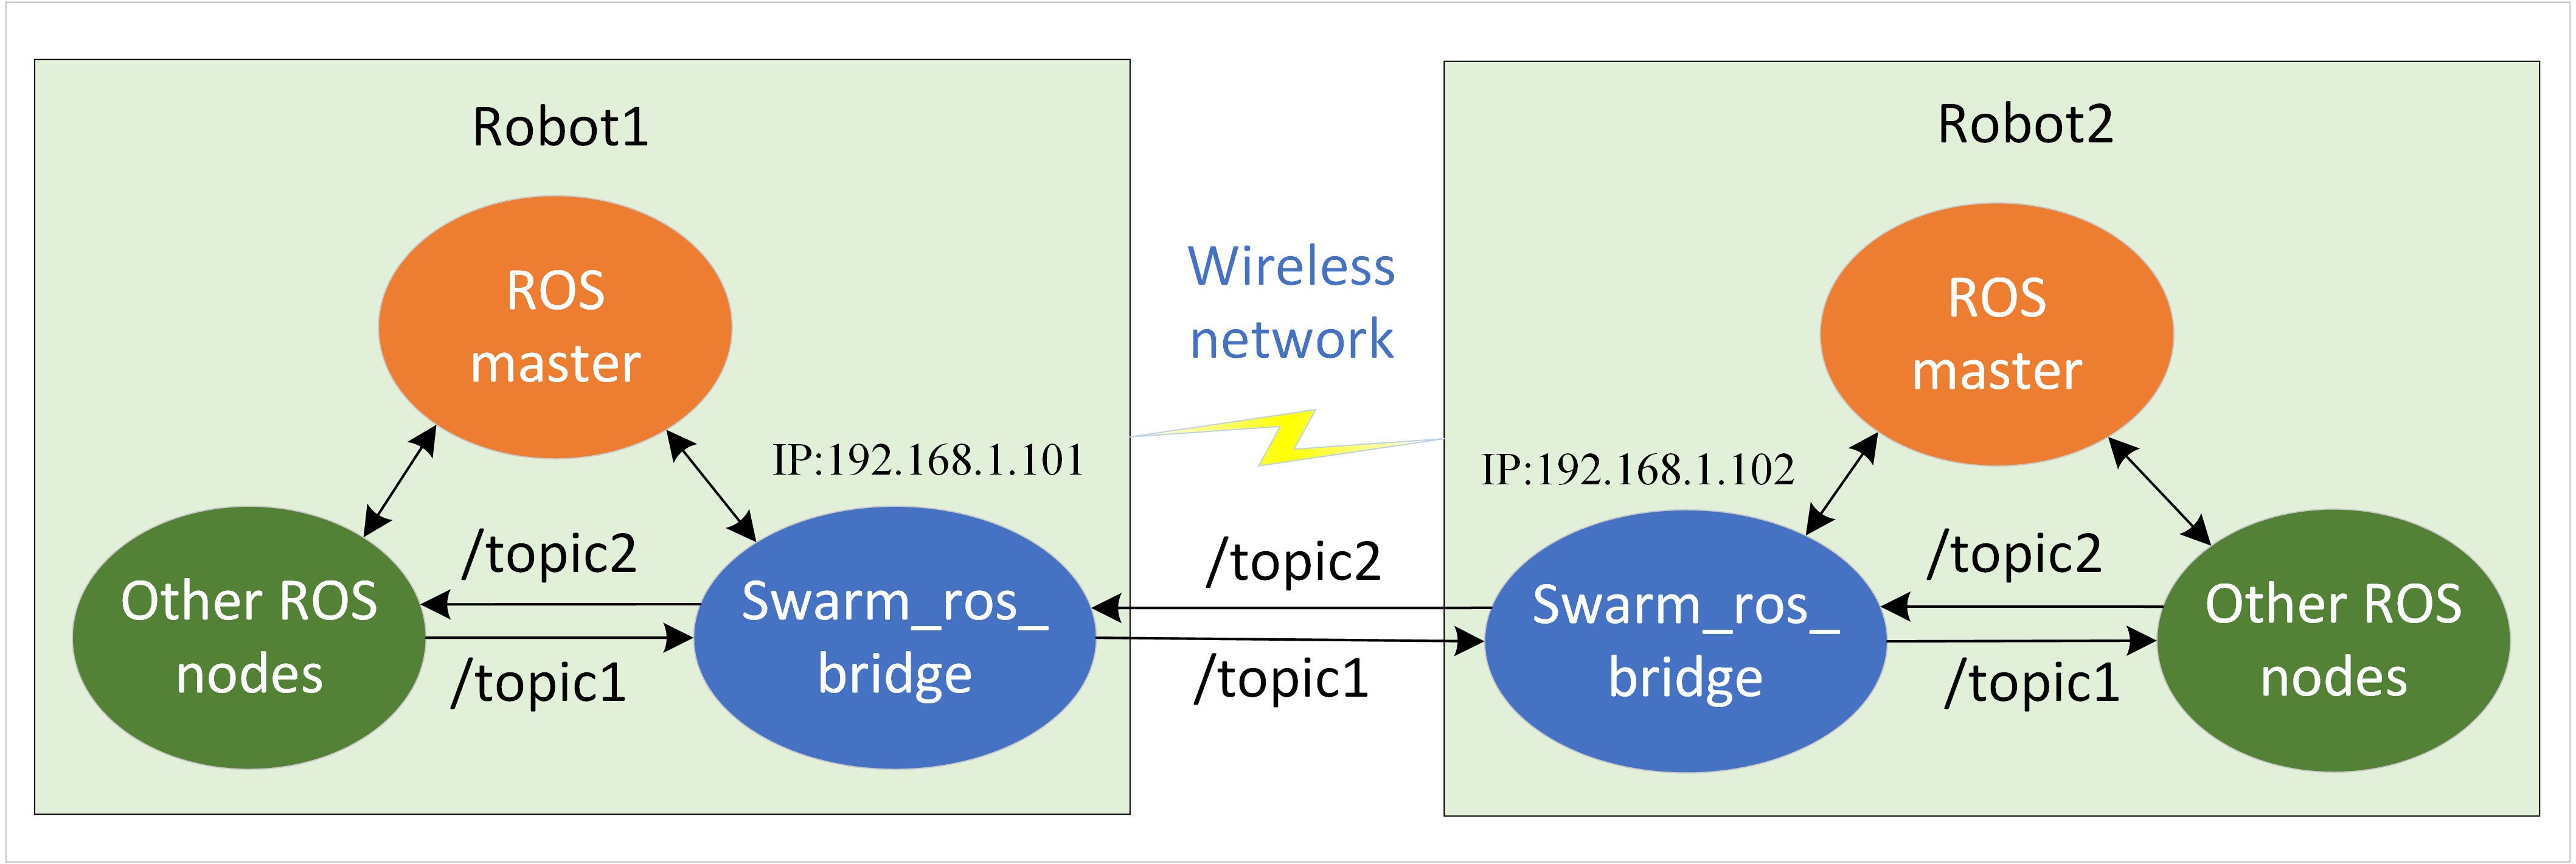 Robot1
ROS
master
IP:192.168.1.101
/topic2
Other ROS
nodes
/topic1
Swarm_ros_
bridge
Wireless
network
/topic2
/topic1
Robot2
ROS
master
IP:192.168.1.102
Swarm_ros_
bridge
/topic2
/topic1
Other ROS
nodes